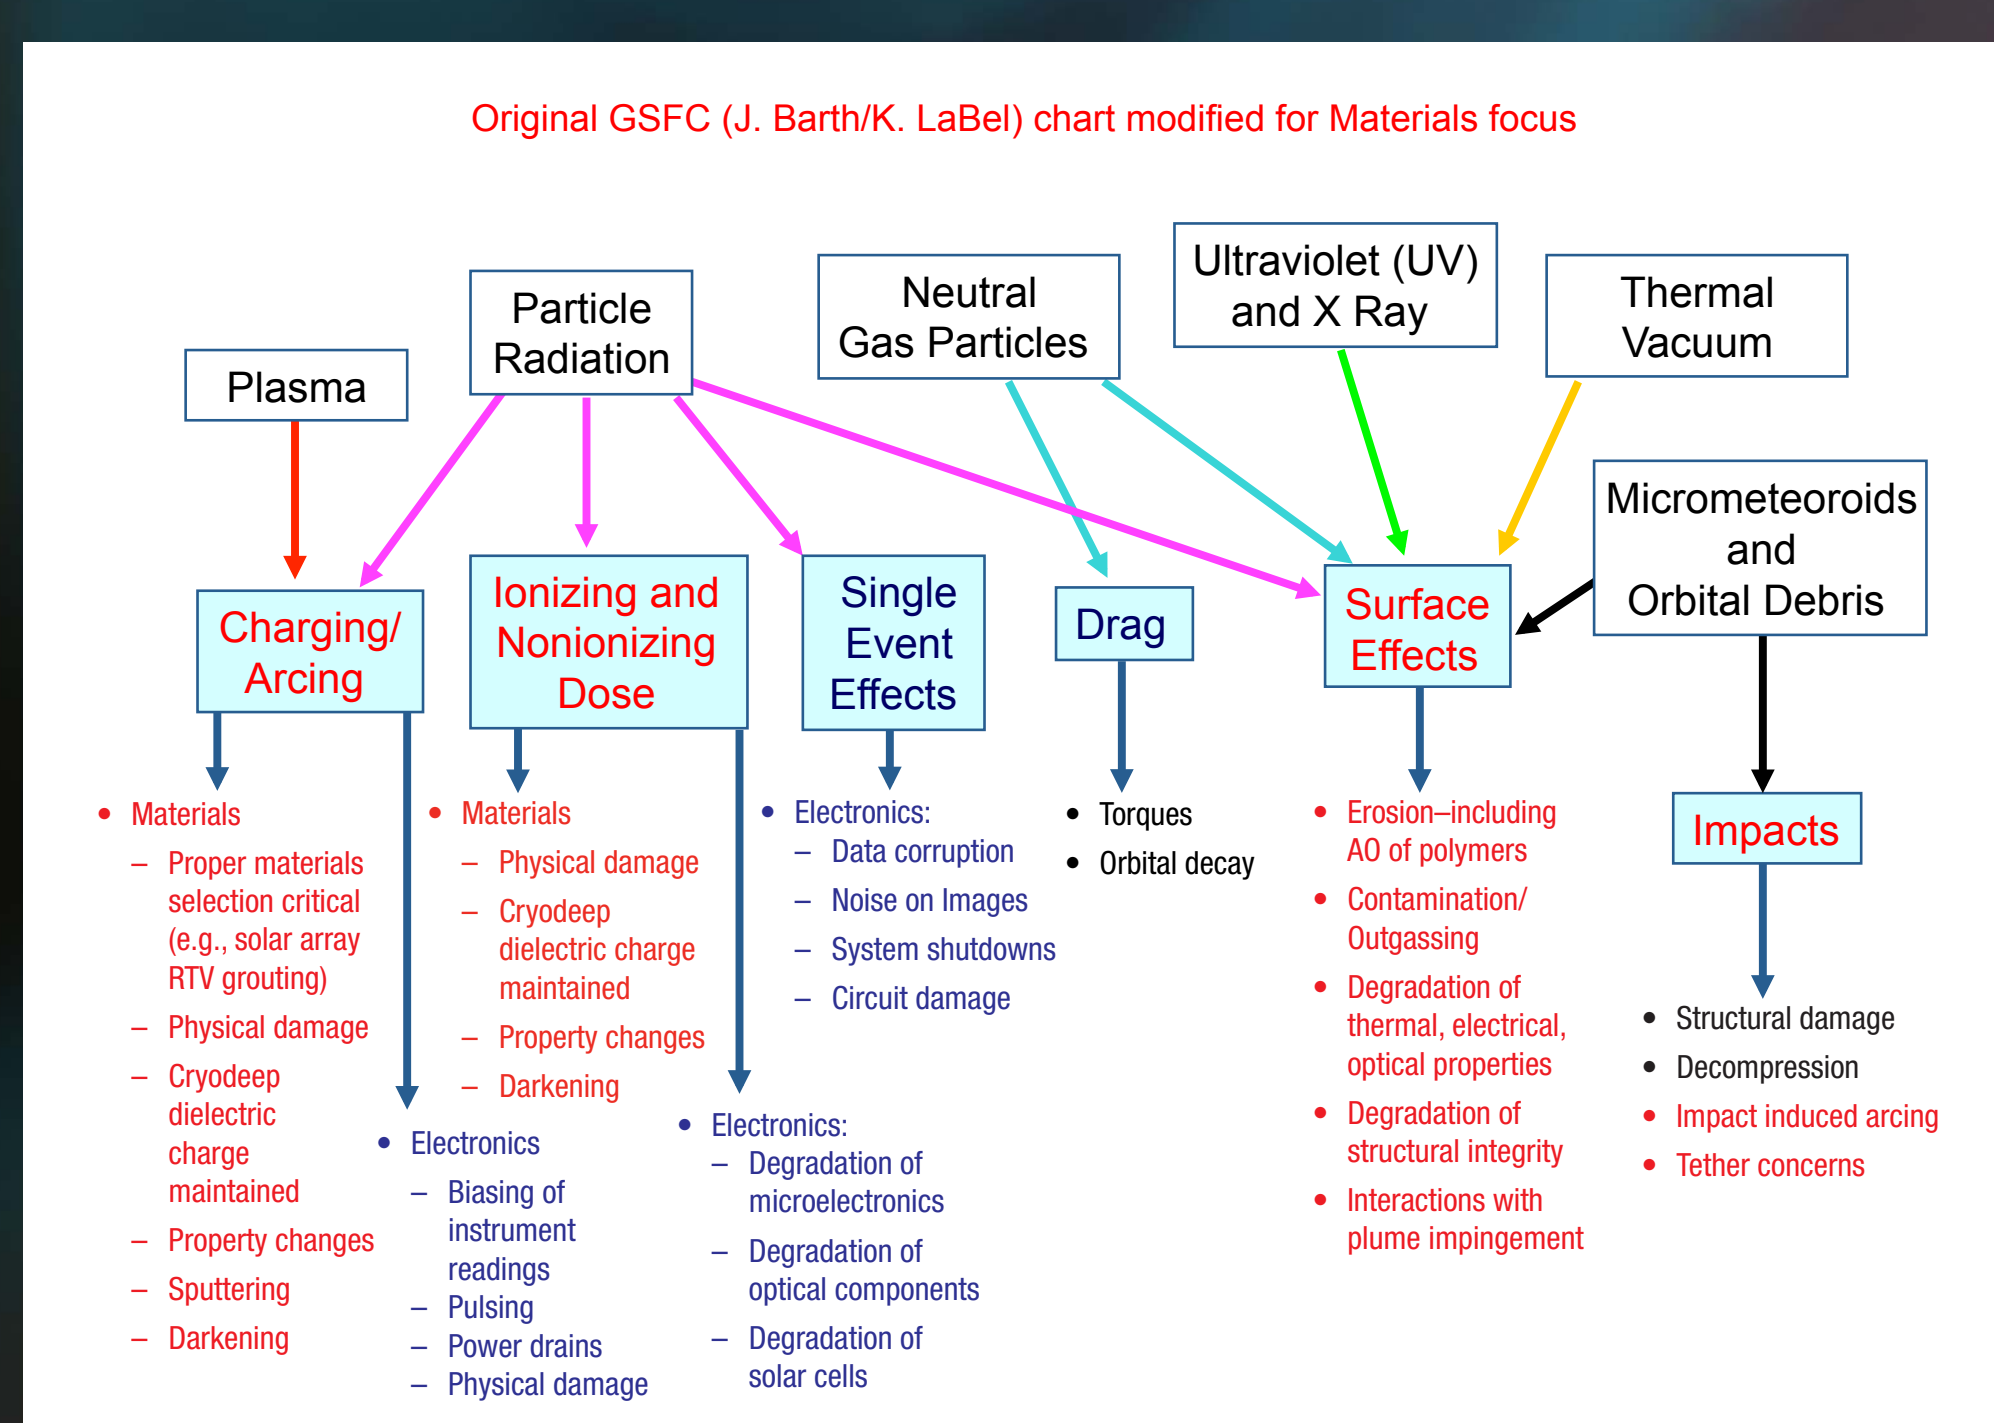 Original GSFC (J. Barth/K. LaBel) chart modified for Materials focus
Plasma
Particle
Radiation
Neutral
Gas Particles
Ultraviolet (UV)
and X Ray
Thermal
Vacuum
Micrometeoroids
and
Orbital Debris
Charging/
Arcing
Ionizing and
Nonionizing
Dose
Single
Event
Effects
Drag
Surface
Effects
Impacts
• Materials
– Proper materials
selection critical
(e.g., solar array
RTV grouting)
– Physical damage
– Cryodeep
dielectric
charge
maintained
– Property changes
– Sputtering
– Darkening
• Electronics
– Biasing of
instrument
readings
– Pulsing
– Power drains
– Physical damage
• Materials
– Physical damage
– Cryodeep
dielectric charge
maintained
– Property changes
– Darkening
• Electronics:
– Degradation of
microelectronics
– Degradation of
optical components
– Degradation of
solar cells
• Electronics:
– Data corruption
– Noise on Images
– System shutdowns
– Circuit damage
• Torques
• Orbital decay
• Erosion–including
AO of polymers
• Contamination/
Outgassing
• Degradation of
thermal, electrical,
optical properties
• Degradation of
structural integrity
• Interactions with
plume impingement
• Structural damage
• Decompression
• Impact induced arcing
• Tether concerns